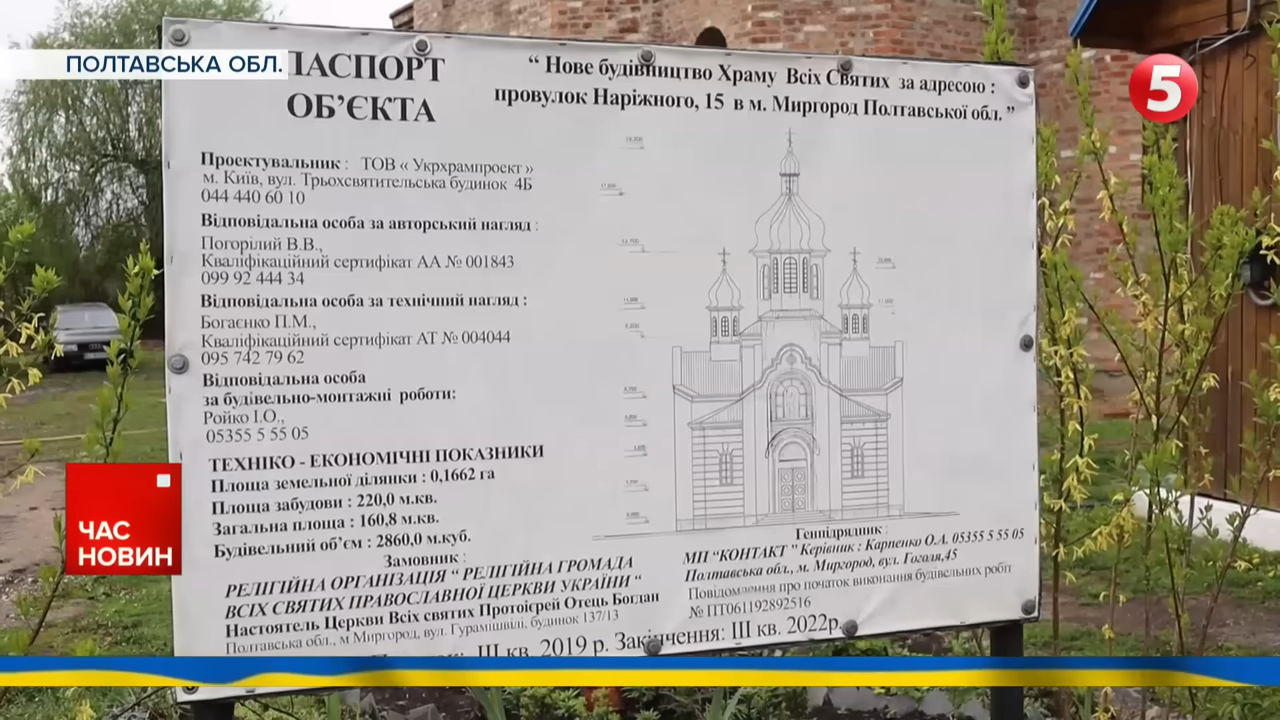 ПОЛТАВСЬКА ОБЛ.
ПАСПОРТ
ОБ’ЄКТА
“ Нове будівництво Храму Всіх Святих за адресою :
провулок Наріжного, 15 в м. Миргород Полтавської обл. ”
5
Проектувальник : ТОВ « Укрхрампроєкт »
м. Київ, вул. Трьохсвятительська будинок 4Б
044 440 60 10
Відповідальна особа за авторський нагляд :
Погорілий В.В.,
Кваліфікаційний сертифікат АА № 001843
099 92 444 34
Відповідальна особа за технічний нагляд :
Богаєнко П.М.,
Кваліфікаційний сертифікат АТ № 004044
095 742 79 62
Відповідальна особа
за будівельно-монтажні роботи:
Ройко І.О.,
05355 5 55 05
ТЕХНІКО - ЕКОНОМІЧНІ ПОКАЗНИКИ
Площа земельної ділянки : 0,1662 га
Площа забудови : 220,0 м.кв.
Загальна площа : 160,8 м.кв.
Будівельний об’єм : 2860,0 м.куб.
Замовник :
РЕЛІГІЙНА ОРГАНІЗАЦІЯ “ РЕЛІГІЙНА ГРОМАДА
ВСІХ СВЯТИХ ПРАВОСЛАВНОЇ ЦЕРКВИ УКРАЇНИ “
Настоятель Церкви Всіх святих Протоієрей Отець Богдан
Полтавська обл., м Миргород, вул. Гурамішвілі, будинок 137/13
Генпідрядник :
МП “КОНТАКТ ” Керівник : Карпенко О.А. 05355 5 55 05
Полтавська обл., м. Миргород, вул. Гоголя,45
Повідомлення про початок виконання будівельних робіт
№ ПТ061192892516
ІІІ кв. 2019 р. Закінчення: ІІІ кв. 2022р.
ЧАС
НОВИН